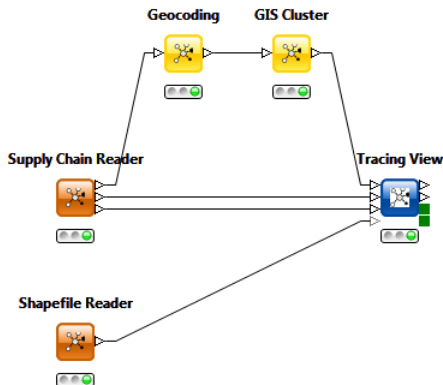 Geocoding
GIS Cluster
Supply Chain Reader
Tracing View
Shapefile Reader